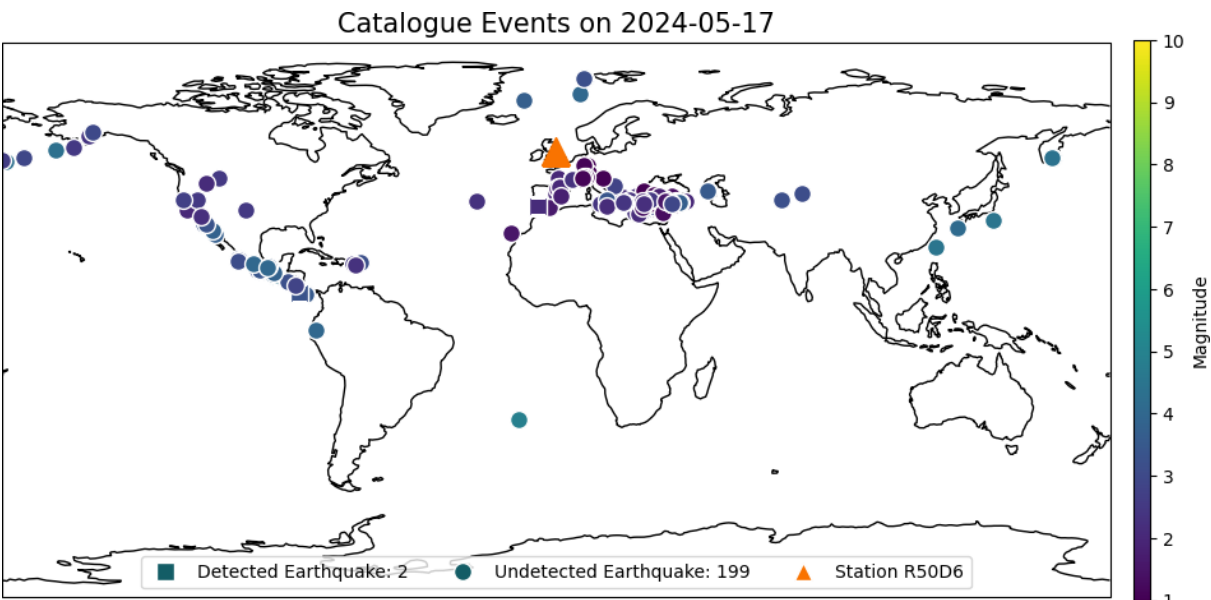 Catalogue Events on 2024-05-17
10
9
8
7
6
5
4
3
2
1
Magnitude
Detected Earthquake: 2
Undetected Earthquake: 199
Station R50D6